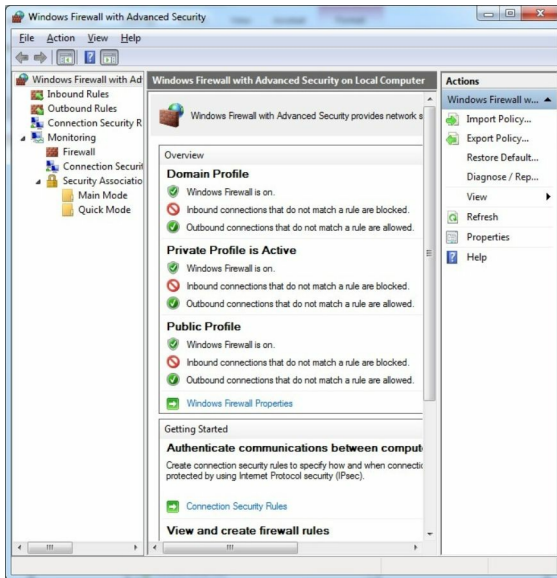 Windows Firewall with Advanced Security
File Action View Help
Windows Firewall with Ad
Inbound Rules
Outbound Rules
Connection Security R
Monitoring
Firewall
Connection Securit
Security Associatio
Main Mode
Quick Mode
Windows Firewall with Advanced Security on Local Computer
Windows Firewall with Advanced Security provides network s
Overview
Domain Profile
Windows Firewall is on.
Inbound connections that do not match a rule are blocked.
Outbound connections that do not match a rule are allowed.
Private Profile is Active
Windows Firewall is on.
Inbound connections that do not match a rule are blocked.
Outbound connections that do not match a rule are allowed.
Public Profile
Windows Firewall is on.
Inbound connections that do not match a rule are blocked.
Outbound connections that do not match a rule are allowed.
Windows Firewall Properties
Getting Started
Authenticate communications between comput
Create connection security rules to specify how and when connectio
protected by using Internet Protocol security (IPsec).
Connection Security Rules
View and create firewall rules
Actions
Windows Firewall w...
Import Policy...
Export Policy...
Restore Default...
Diagnose / Rep...
View
Refresh
Properties
Help